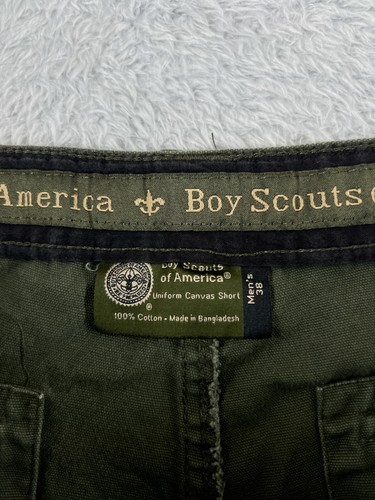 America ⚜ Boy Scouts
Boy Scouts
of America®
Uniform Canvas Short
®
100% Cotton • Made in Bangladesh
Men's
38